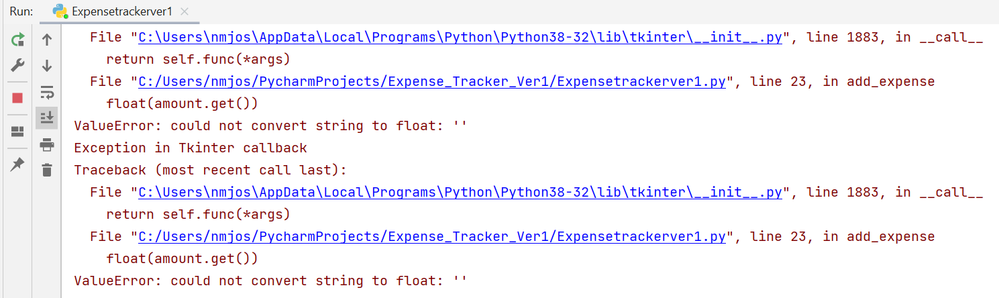 Run: Expensetrackerver1
File "C:\Users\nmjos\AppData\Local\Programs\Python\Python38-32\lib\tkinter\__init__.py", line 1883, in __call__
return self.func(*args)
File "C:/Users/nmjos/PycharmProjects/Expense_Tracker_Ver1/Expensetrackerver1.py", line 23, in add_expense
float(amount.get())
ValueError: could not convert string to float: ''
Exception in Tkinter callback
Traceback (most recent call last):
File "C:\Users\nmjos\AppData\Local\Programs\Python\Python38-32\lib\tkinter\__init__.py", line 1883, in __call__
return self.func(*args)
File "C:/Users/nmjos/PycharmProjects/Expense_Tracker_Ver1/Expensetrackerver1.py", line 23, in add_expense
float(amount.get())
ValueError: could not convert string to float: ''